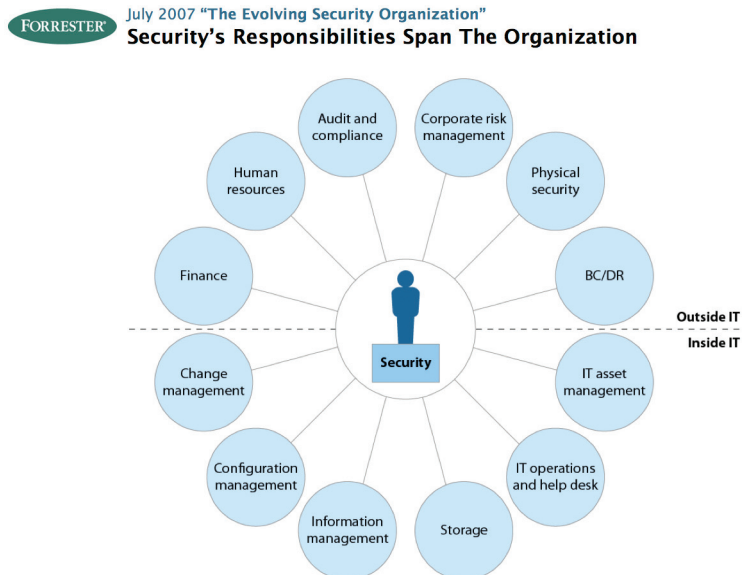 FORRESTER®
July 2007 “The Evolving Security Organization”
Security’s Responsibilities Span The Organization
Audit and
compliance
Corporate risk
management
Human
resources
Physical
security
Finance
BC/DR
Outside IT
Inside IT
Security
Change
management
IT asset
management
Configuration
management
IT operations
and help desk
Information
management
Storage